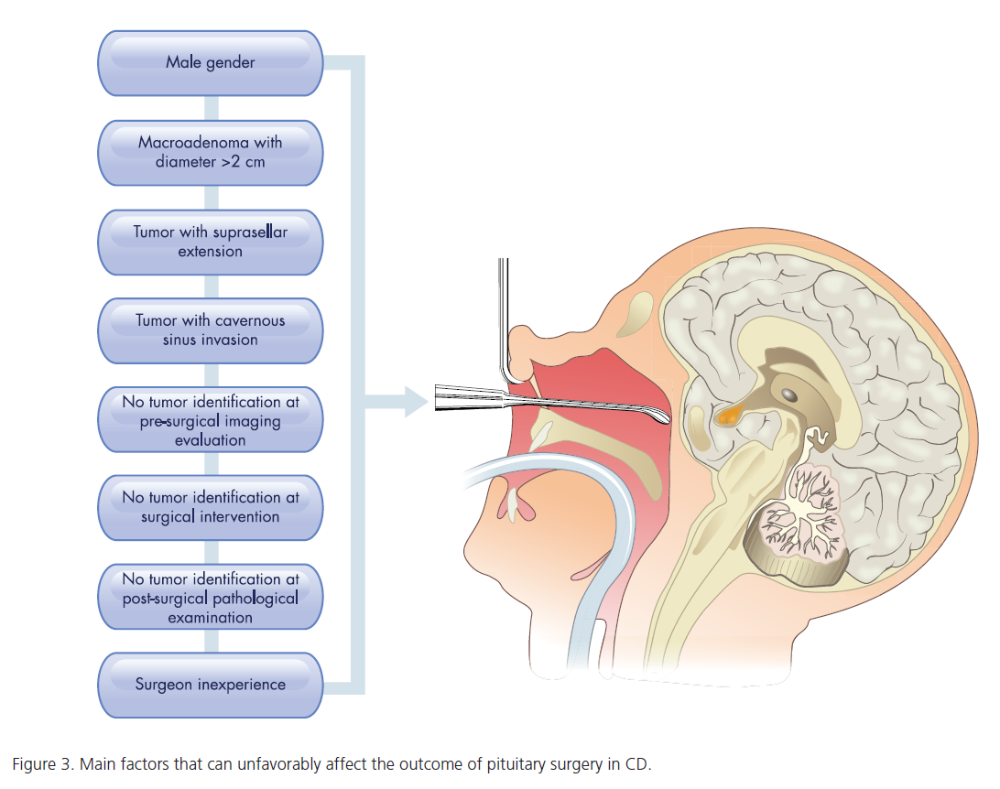 Male gender
Macroadenoma with
diameter >2 cm
Tumor with suprasellar
extension
Tumor with cavernous
sinus invasion
No tumor identification at
pre-surgical imaging
evaluation
No tumor identification at
surgical intervention
No tumor identification at
post-surgical pathological
examination
Surgeon inexperience
Figure 3. Main factors that can unfavorably affect the outcome of pituitary surgery in CD.